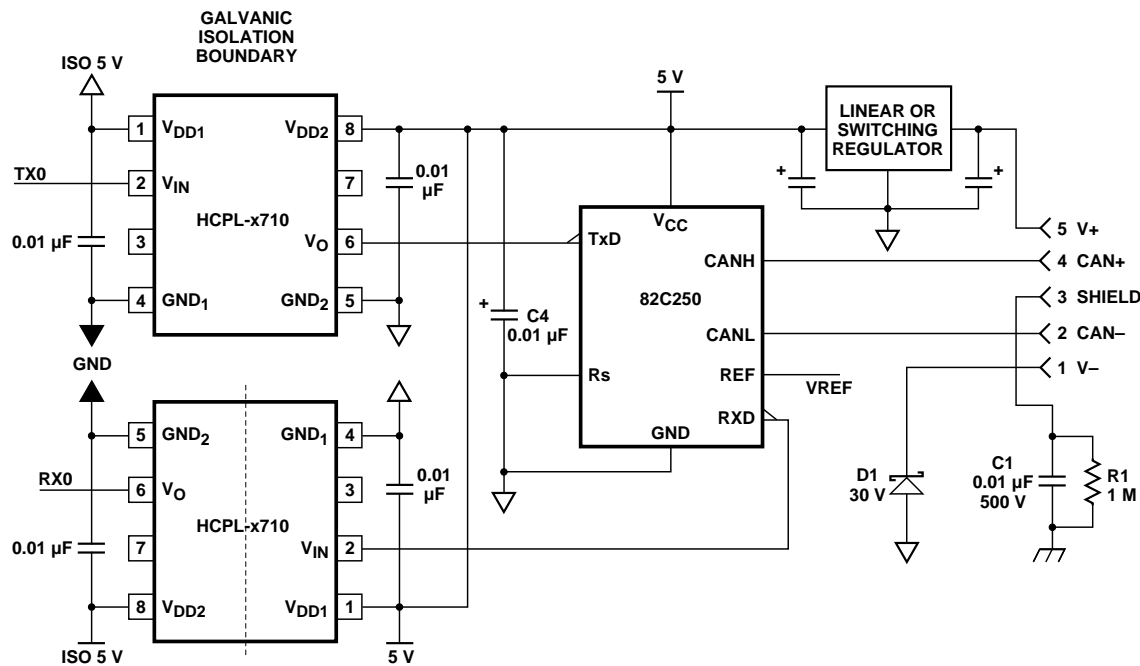 GALVANIC
ISOLATION
BOUNDARY
ISO 5 V
1 VDD1
VDD2 8
TX0
2 VIN
7
HCPL-x710
3
VO 6
4 GND1
GND2 5
0.01 µF
0.01
µF
GND
5 V
LINEAR OR
SWITCHING
REGULATOR
+
+
+
C4
0.01 µF
VCC
TxD
CANH
82C250
CANL
Rs
REF
VREF
RXD
GND
5 V+
4 CAN+
3 SHIELD
2 CAN–
1 V–
D1
30 V
C1
0.01 µF
500 V
R1
1 M
5 GND2
GND1 4
RX0
6 VO
3
HCPL-x710
7
VIN 2
8 VDD2
VDD1 1
0.01 µF
0.01
µF
ISO 5 V
5 V